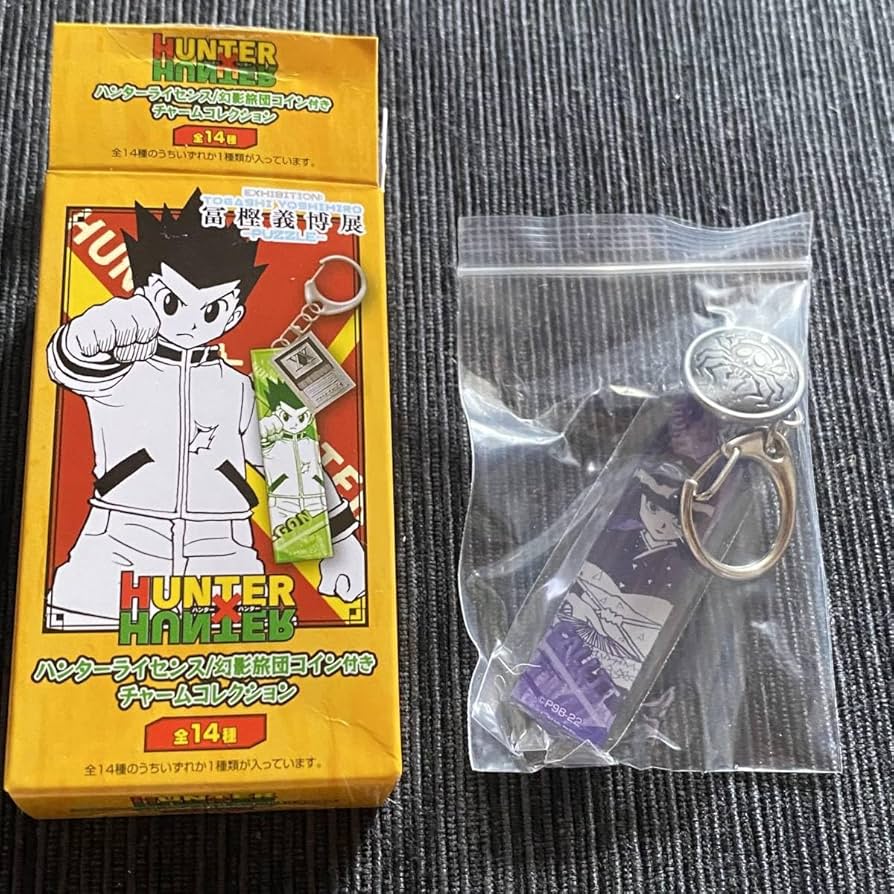 HUNTER
HUNTER
ハンターライセンス/幻影旅団コイン付き
チャームコレクション
全14種
全14種のうちいずれか1種類が入っています。
EXHIBITION:
TOGASHI YOSHIHIRO
冨樫義博展
-PUZZLE-
HUN
GON
©P98-22
HUNTER
×
ハンター ハンター
HUNTER
ハンターライセンス/幻影旅団コイン付き
チャームコレクション
全14種
全14種のうちいずれか1種類が入っています。
©P98-22